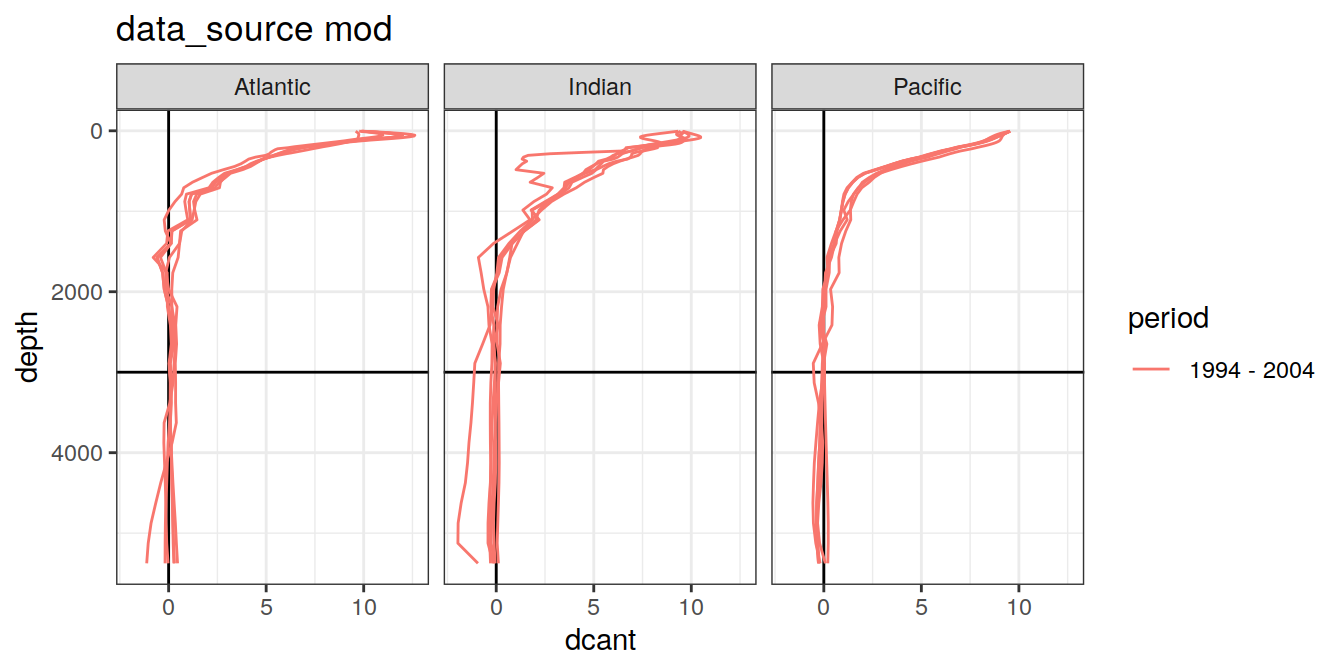 data_source mod
Atlantic Indian Pacific
0
2000
4000
depth
0 5 10 0 5 10 0 5 10
dcant
period
1994 - 2004